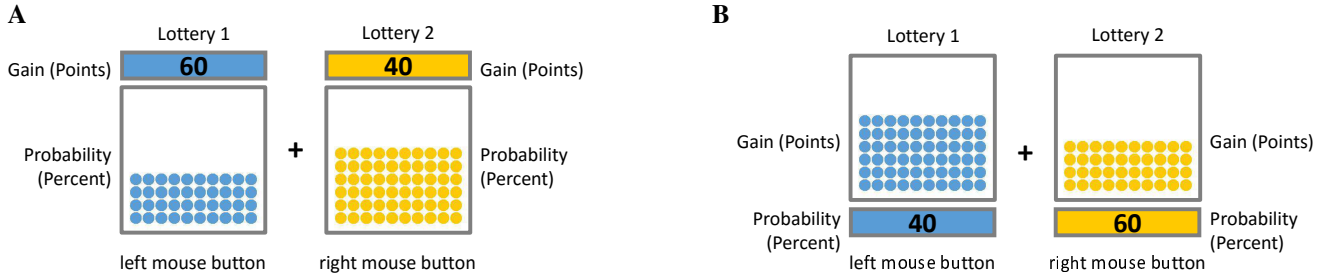 A
Lottery 1
Lottery 2
Gain (Points)
60
40
Gain (Points)
Probability
(Percent)
+
Probability
(Percent)
left mouse button
right mouse button
B
Lottery 1
Lottery 2
Gain (Points)
+
Gain (Points)
Probability
(Percent)
40
60
Probability
(Percent)
left mouse button
right mouse button